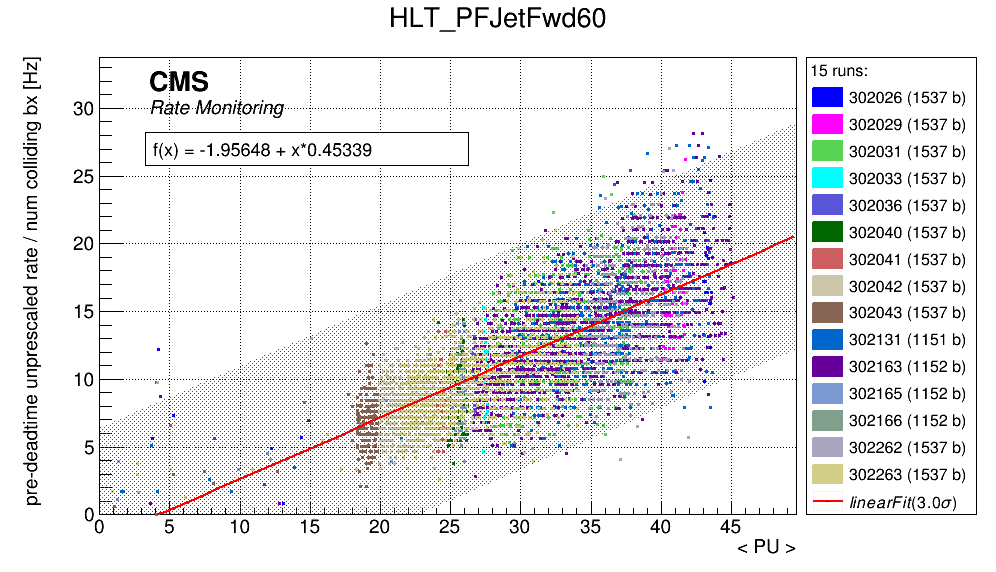 HLT_PFJetFwd60
pre-deadtime unprescaled rate / num colliding bx [Hz]
CMS
Rate Monitoring
f(x) = -1.95648 + x*0.45339
30
25
20
15
10
5
0
0 5 10 15 20 25 30 35 40 45
< PU >
15 runs:
302026 (1537 b)
302029 (1537 b)
302031 (1537 b)
302033 (1537 b)
302036 (1537 b)
302040 (1537 b)
302041 (1537 b)
302042 (1537 b)
302043 (1537 b)
302131 (1151 b)
302163 (1152 b)
302165 (1152 b)
302166 (1152 b)
302262 (1537 b)
302263 (1537 b)
linearFit(3.0σ)